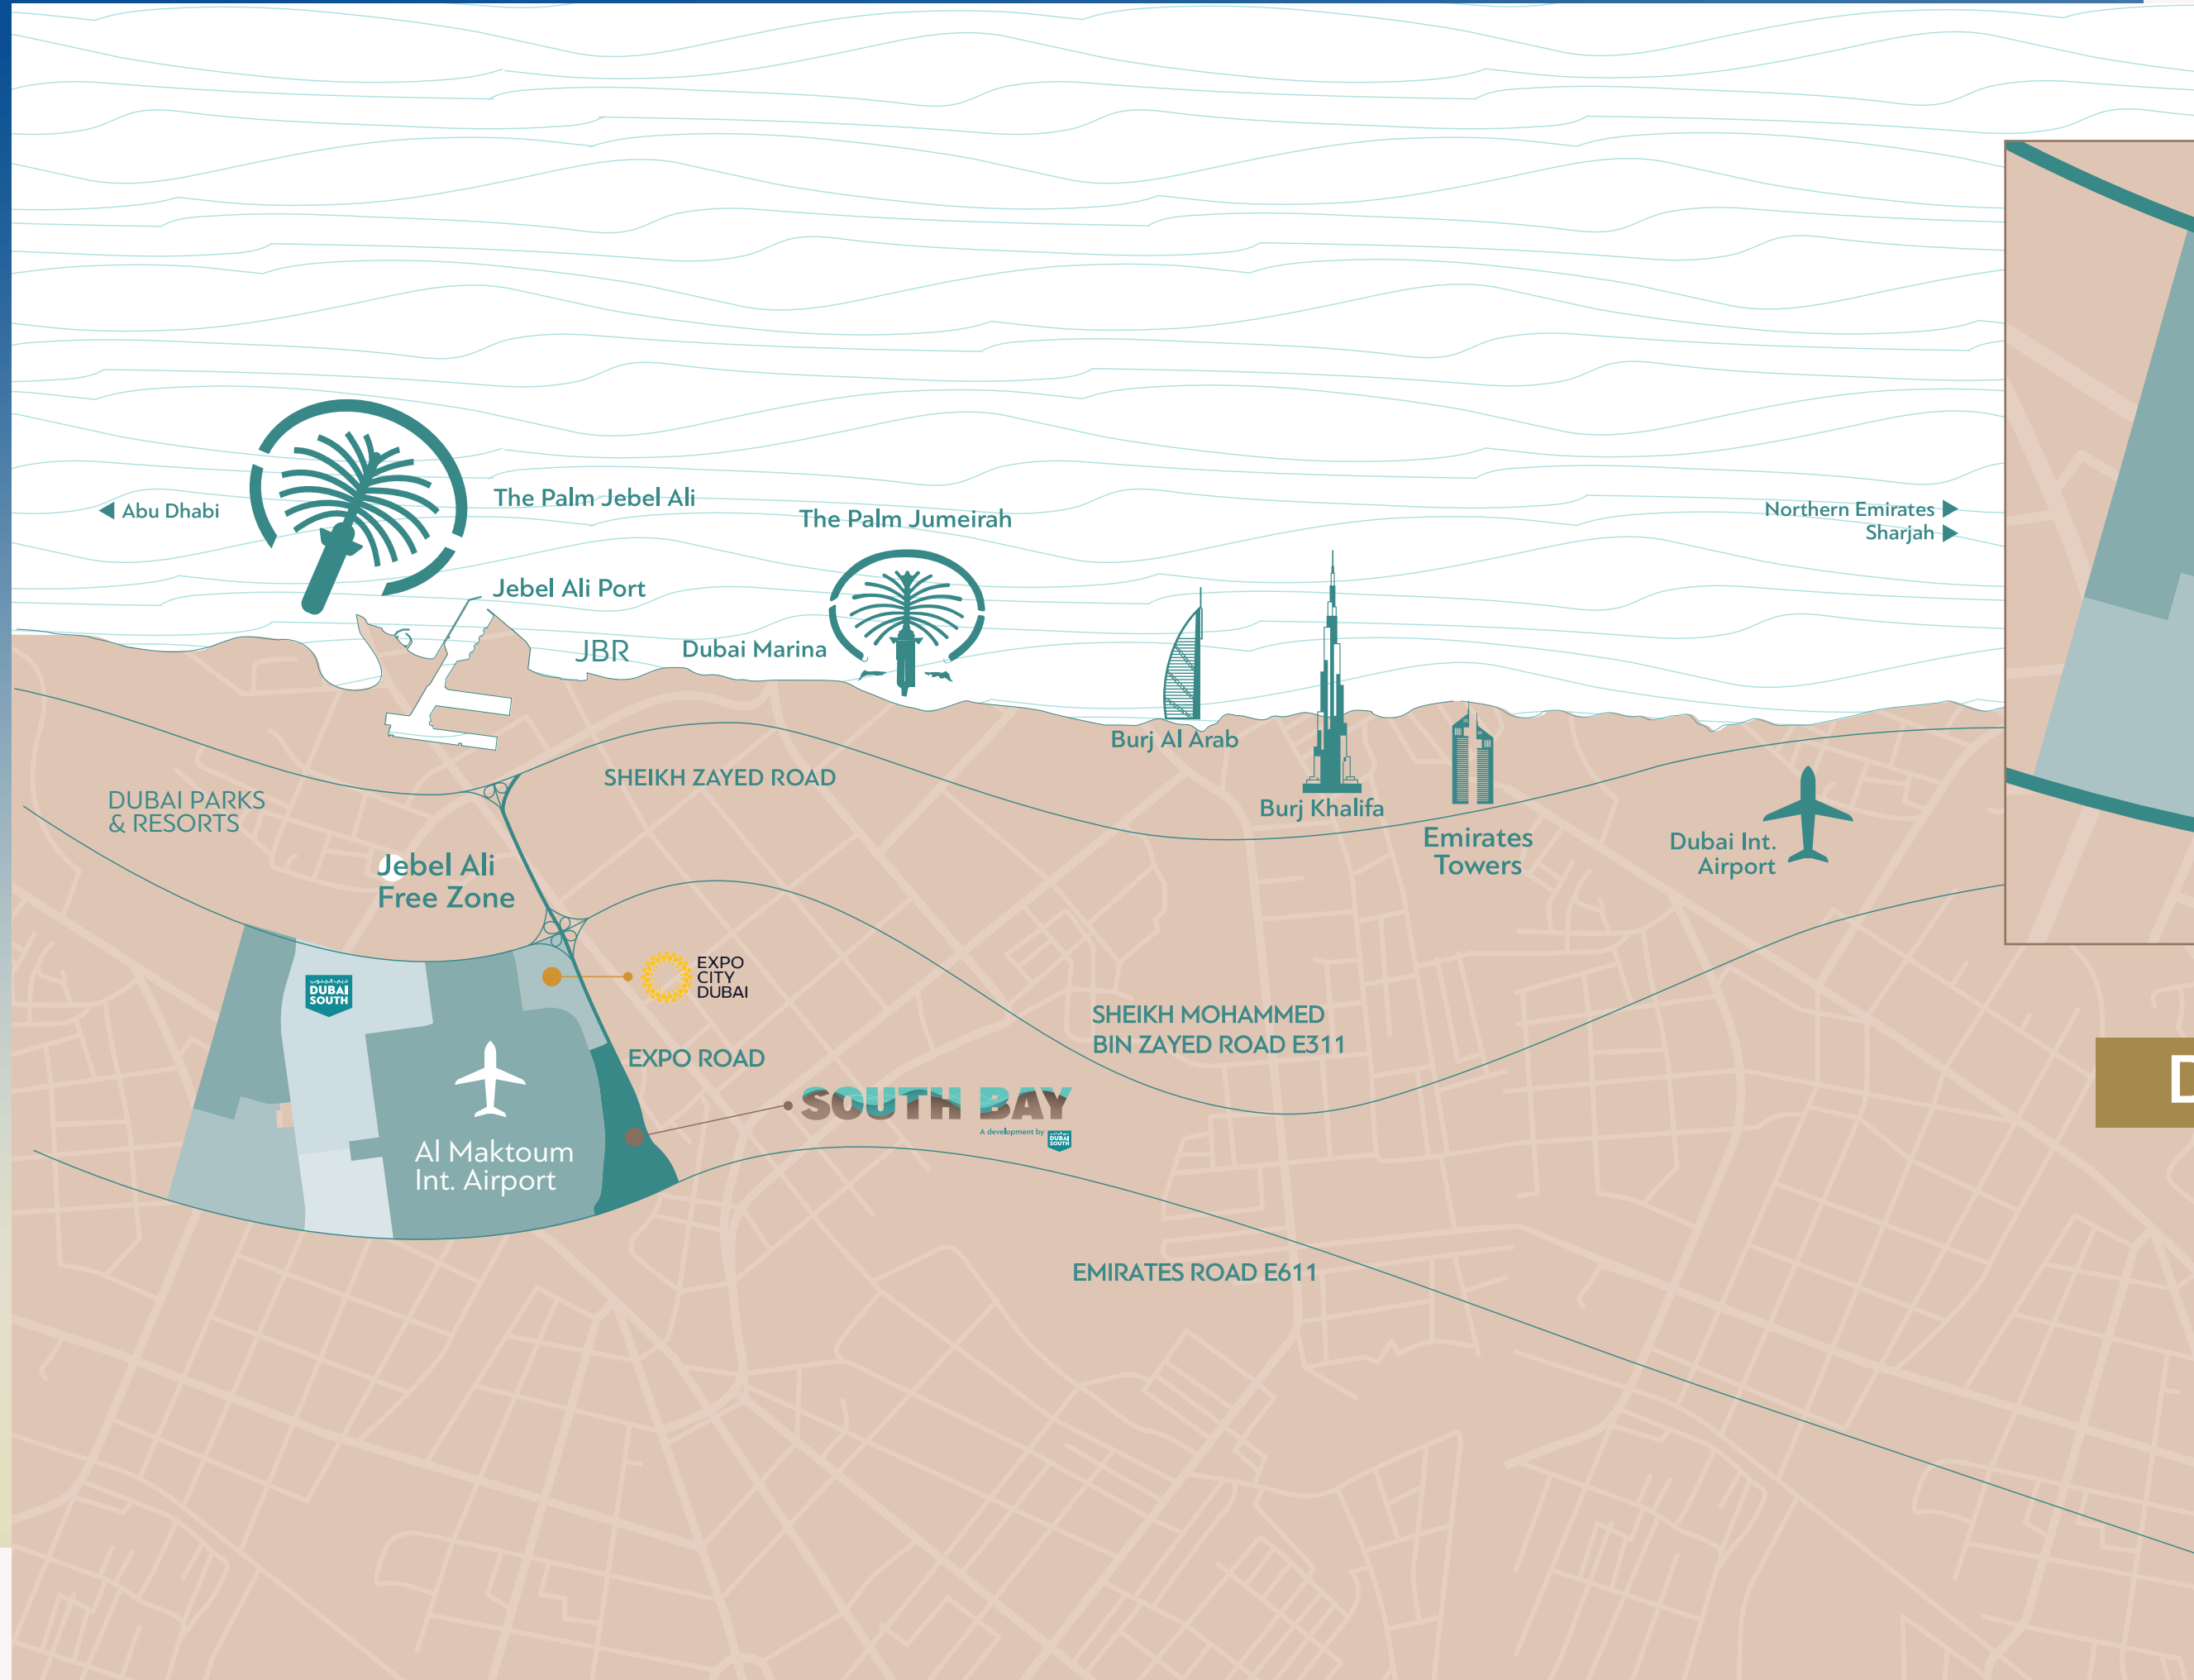 The Palm Jebel Ali
Abu Dhabi
The Palm Jumeirah
Northern Emirates
Sharjah
Jebel Ali Port
JBR
Dubai Marina
Burj Al Arab
SHEIKH ZAYED ROAD
DUBAI PARKS
& RESORTS
Burj Khalifa
Emirates
Towers
Dubai Int.
Airport
Jebel Ali
Free Zone
EXPO
CITY
DUBAI
DUBAI
SOUTH
SHEIKH MOHAMMED
BIN ZAYED ROAD E311
EXPO ROAD
SOUTH BAY
A development by
DUBAI
SOUTH
Al Maktoum
Int. Airport
EMIRATES ROAD E611